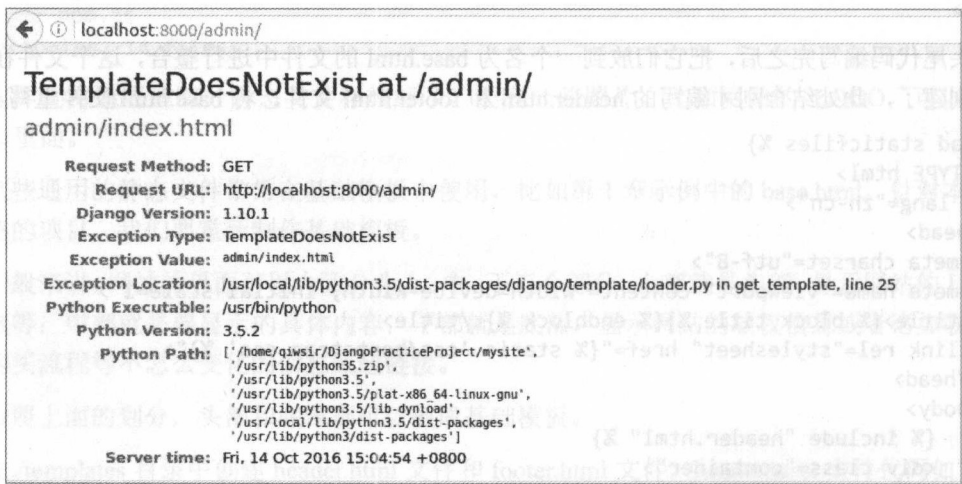 localhost:8000/admin/
TemplateDoesNotExist at /admin/
admin/index.html
Request Method: GET
Request URL: http://localhost:8000/admin/
Django Version: 1.10.1
Exception Type: TemplateDoesNotExist
Exception Value: admin/index.html
Exception Location: /usr/local/lib/python3.5/dist-packages/django/template/loader.py in get_template, line 25
Python Executable: /usr/bin/python
Python Version: 3.5.2
Python Path: ['/home/qiwsir/DjangoPracticeProject/mysite',
'/usr/lib/python35.zip',
'/usr/lib/python3.5',
'/usr/lib/python3.5/plat-x86_64-linux-gnu',
'/usr/lib/python3.5/lib-dynload',
'/usr/local/lib/python3.5/dist-packages',
'/usr/lib/python3/dist-packages']
Server time: Fri, 14 Oct 2016 15:04:54 +0800